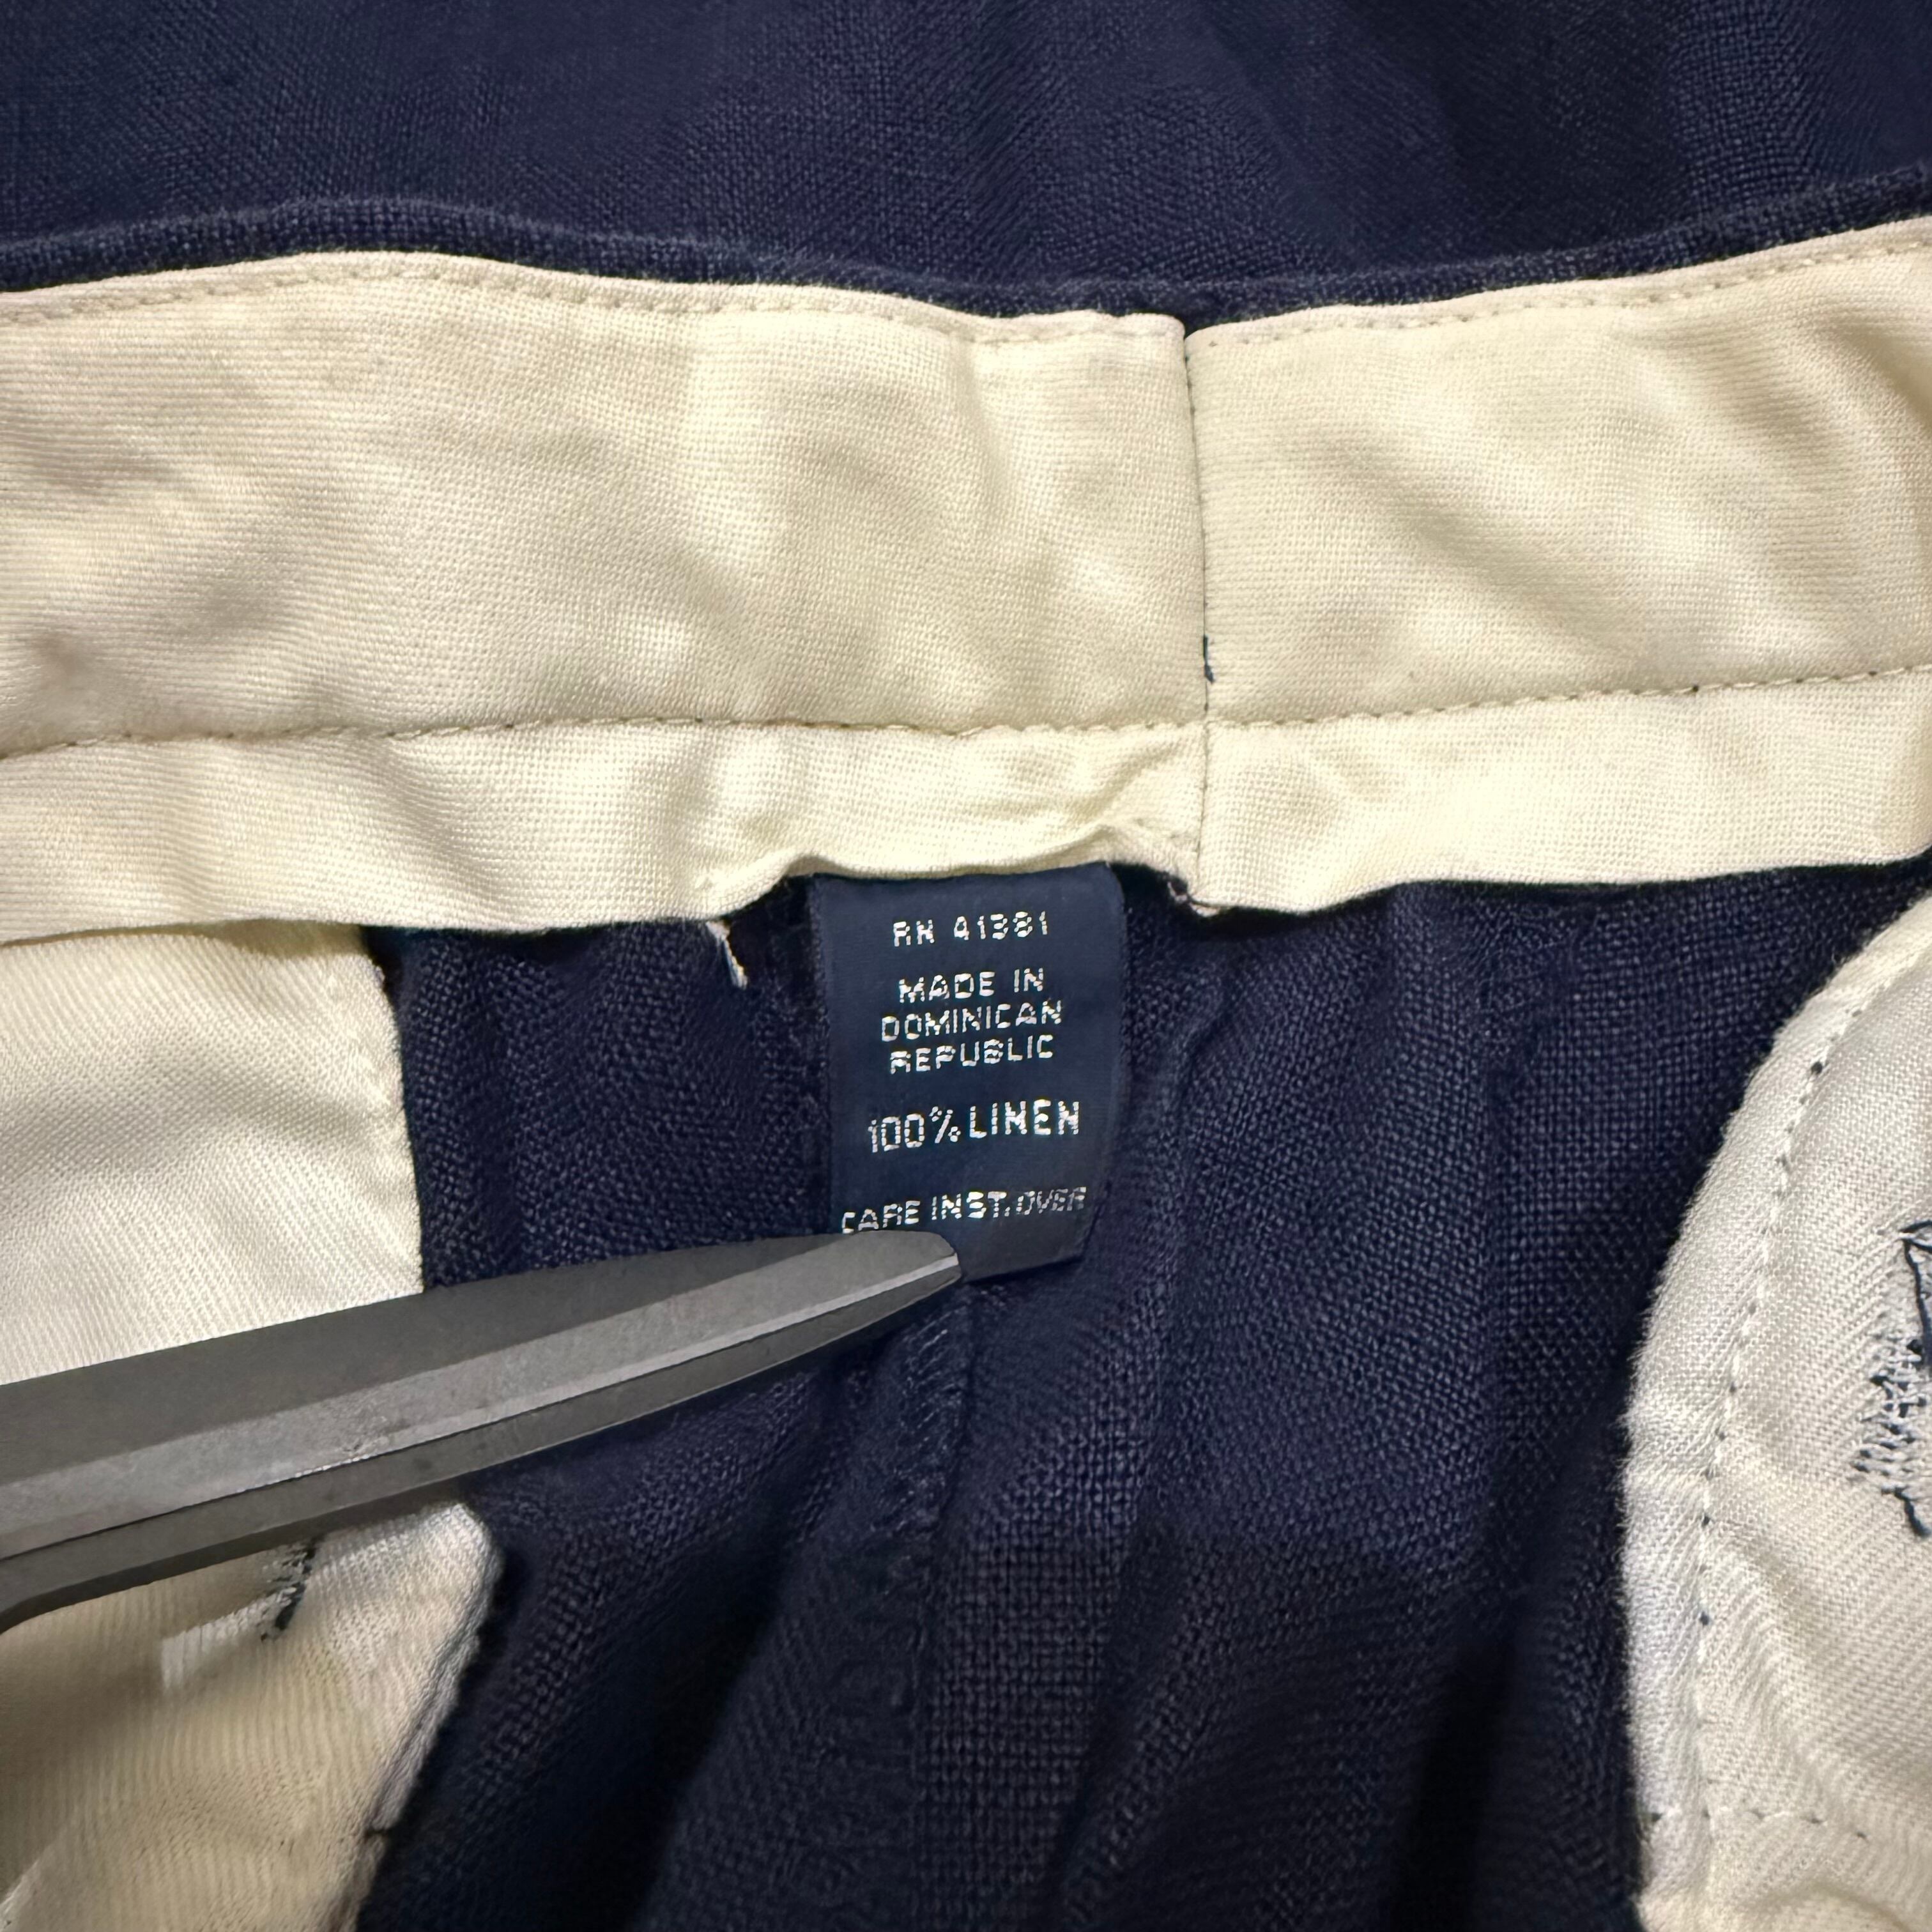 RN 41381
MADE IN
DOMINICAN
REPUBLIC
100% LINEN
CARE INST. OVER